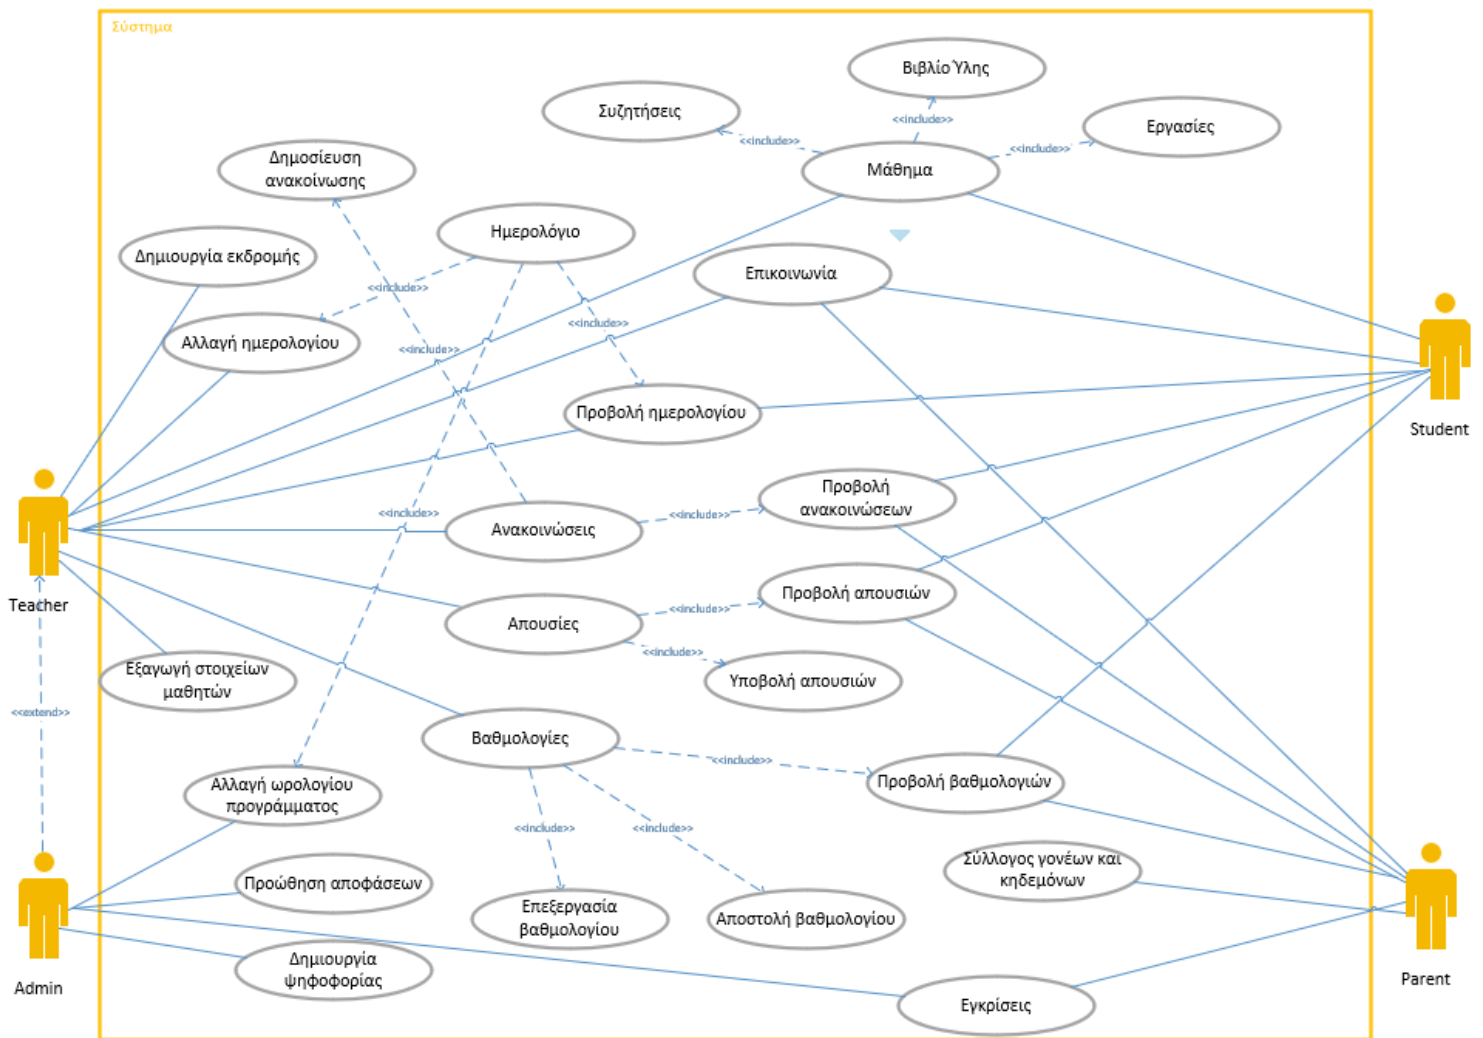 Σύστημα
Βιβλίο Ύλης
Συζητήσεις
<<include>>
Εργασίες
<<include>>
<<include>>
Μάθημα
Δημοσίευση
ανακοίνωσης
Ημερολόγιο
Δημιουργία εκδρομής
Επικοινωνία
<<include>>
<<include>>
Αλλαγή ημερολογίου
<<include>>
Προβολή ημερολογίου
Student
Προβολή
ανακοινώσεων
<<include>>
<<include>>
Ανακοινώσεις
Προβολή απουσιών
Teacher
<<include>>
Απουσίες
<<include>>
Εξαγωγή στοιχείων
μαθητών
Υποβολή απουσιών
<<extend>>
Βαθμολογίες
<<include>>
Αλλαγή ωρολογίου
προγράμματος
Προβολή βαθμολογιών
<<include>>
<<include>>
Σύλλογος γονέων και
κηδεμόνων
Προώθηση αποφάσεων
Επεξεργασία
βαθμολογίου
Αποστολή βαθμολογίου
Δημιουργία
ψηφοφορίας
Admin
Parent
Εγκρίσεις